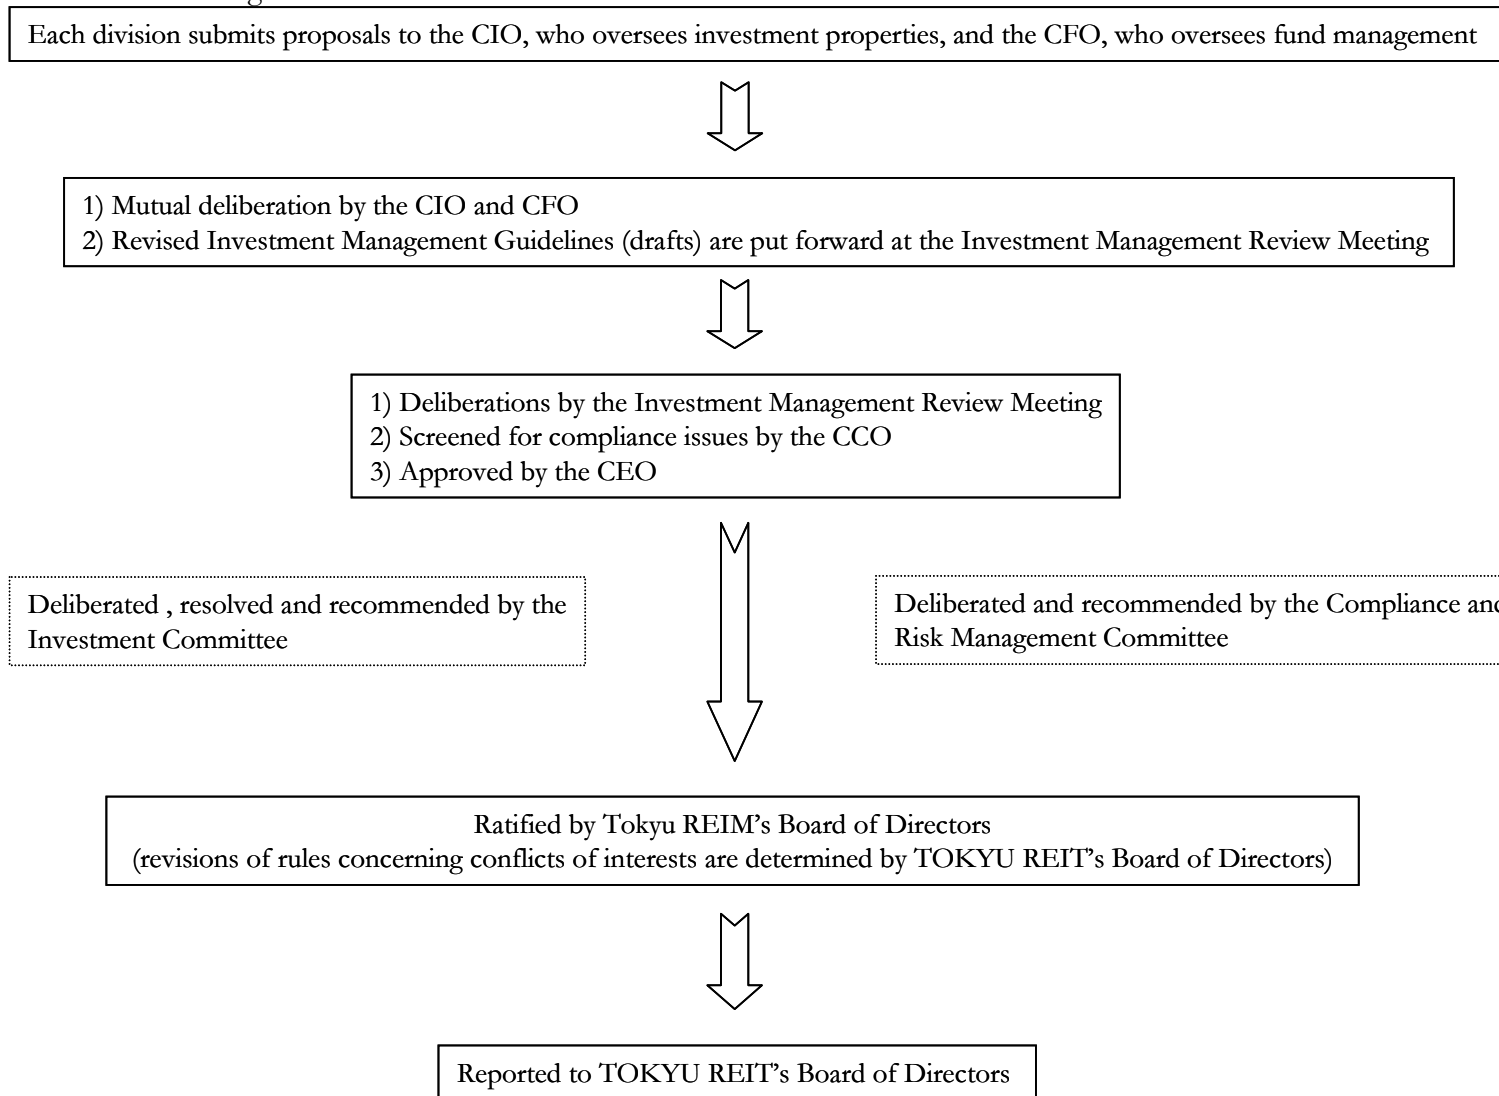 Each division submits proposals to the CIO, who oversees investment properties, and the CFO, who oversees fund management
1) Mutual deliberation by the CIO and CFO
2) Revised Investment Management Guidelines (drafts) are put forward at the Investment Management Review Meeting
1) Deliberations by the Investment Management Review Meeting
2) Screened for compliance issues by the CCO
3) Approved by the CEO
Deliberated , resolved and recommended by the
Investment Committee
Deliberated and recommended by the Compliance and
Risk Management Committee
Ratified by Tokyu REIM’s Board of Directors
(revisions of rules concerning conflicts of interests are determined by TOKYU REIT’s Board of Directors)
Reported to TOKYU REIT’s Board of Directors